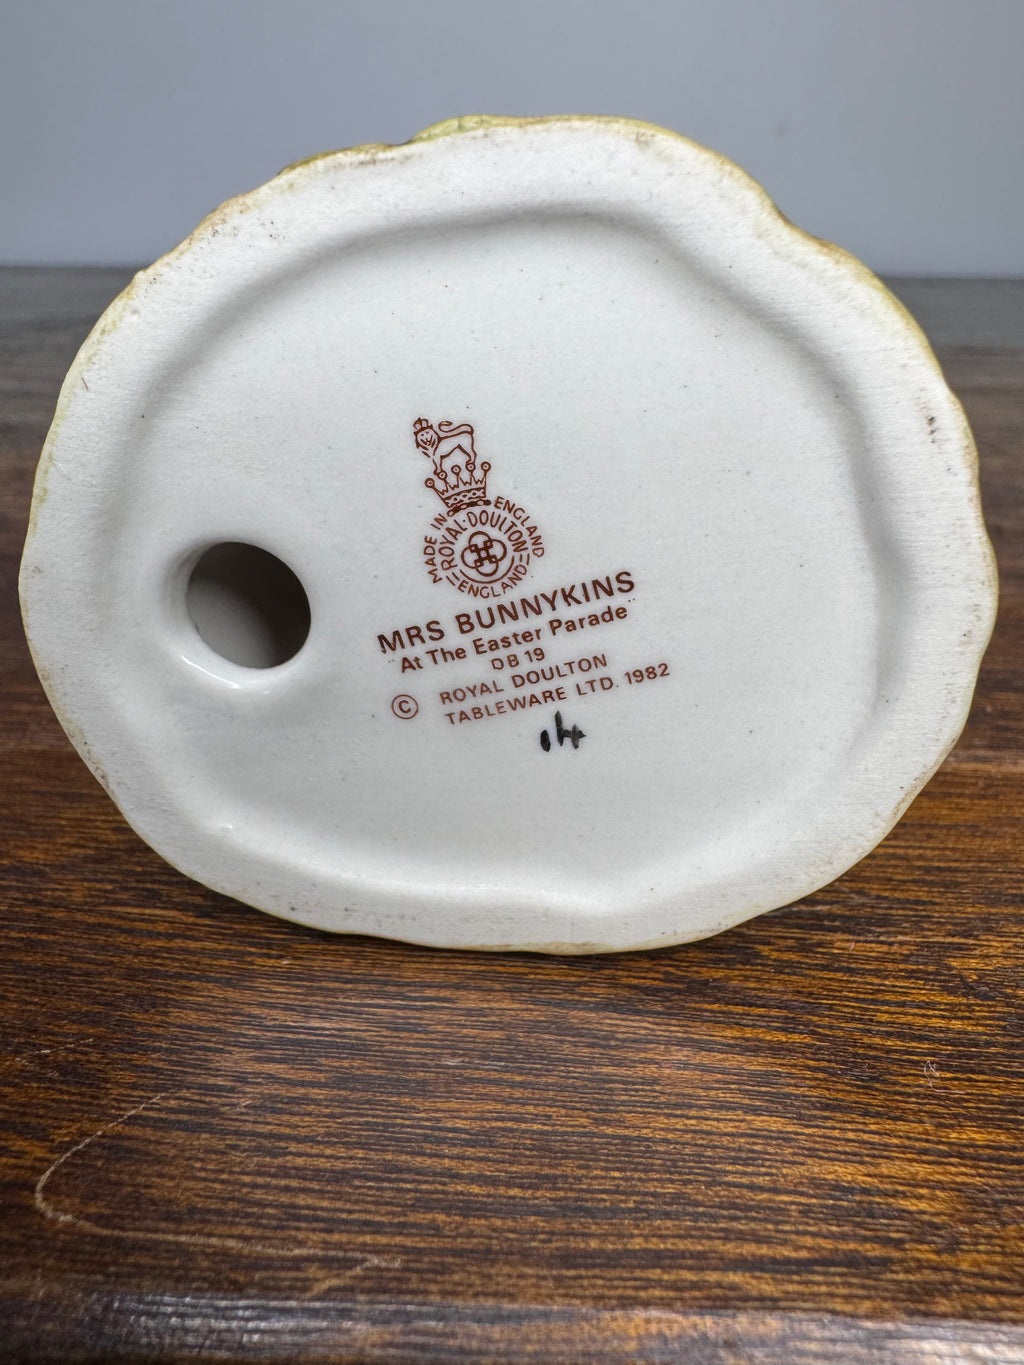 MADE IN ENGLAND
ROYAL·DOULTON
ENGLAND
MRS BUNNYKINS
"At The Easter Parade"
DB 19
© ROYAL DOULTON
TABLEWARE LTD. 1982